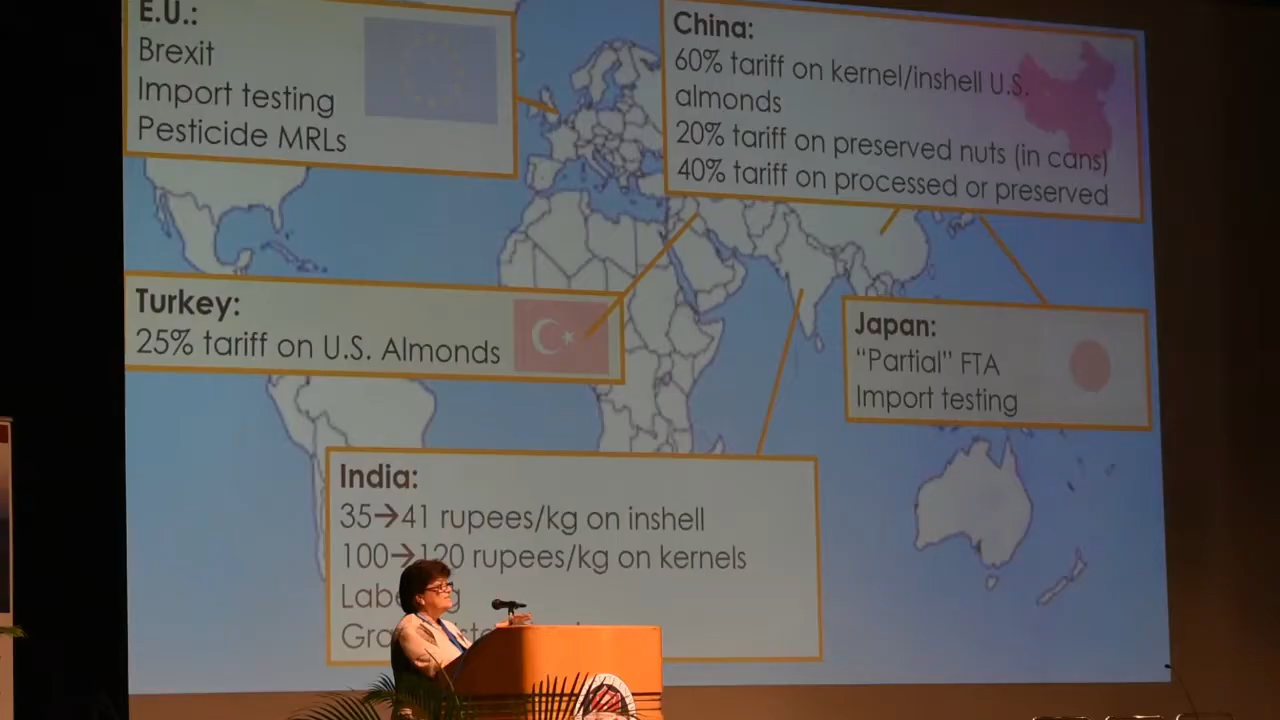 E.U.:
Brexit
Import testing
Pesticide MRLs
China:
60% tariff on kernel/inshell U.S.
almonds
20% tariff on preserved nuts (in cans)
40% tariff on processed or preserved
Turkey:
25% tariff on U.S. Almonds
Japan:
“Partial” FTA
Import testing
India:
35→41 rupees/kg on inshell
100→120 rupees/kg on kernels